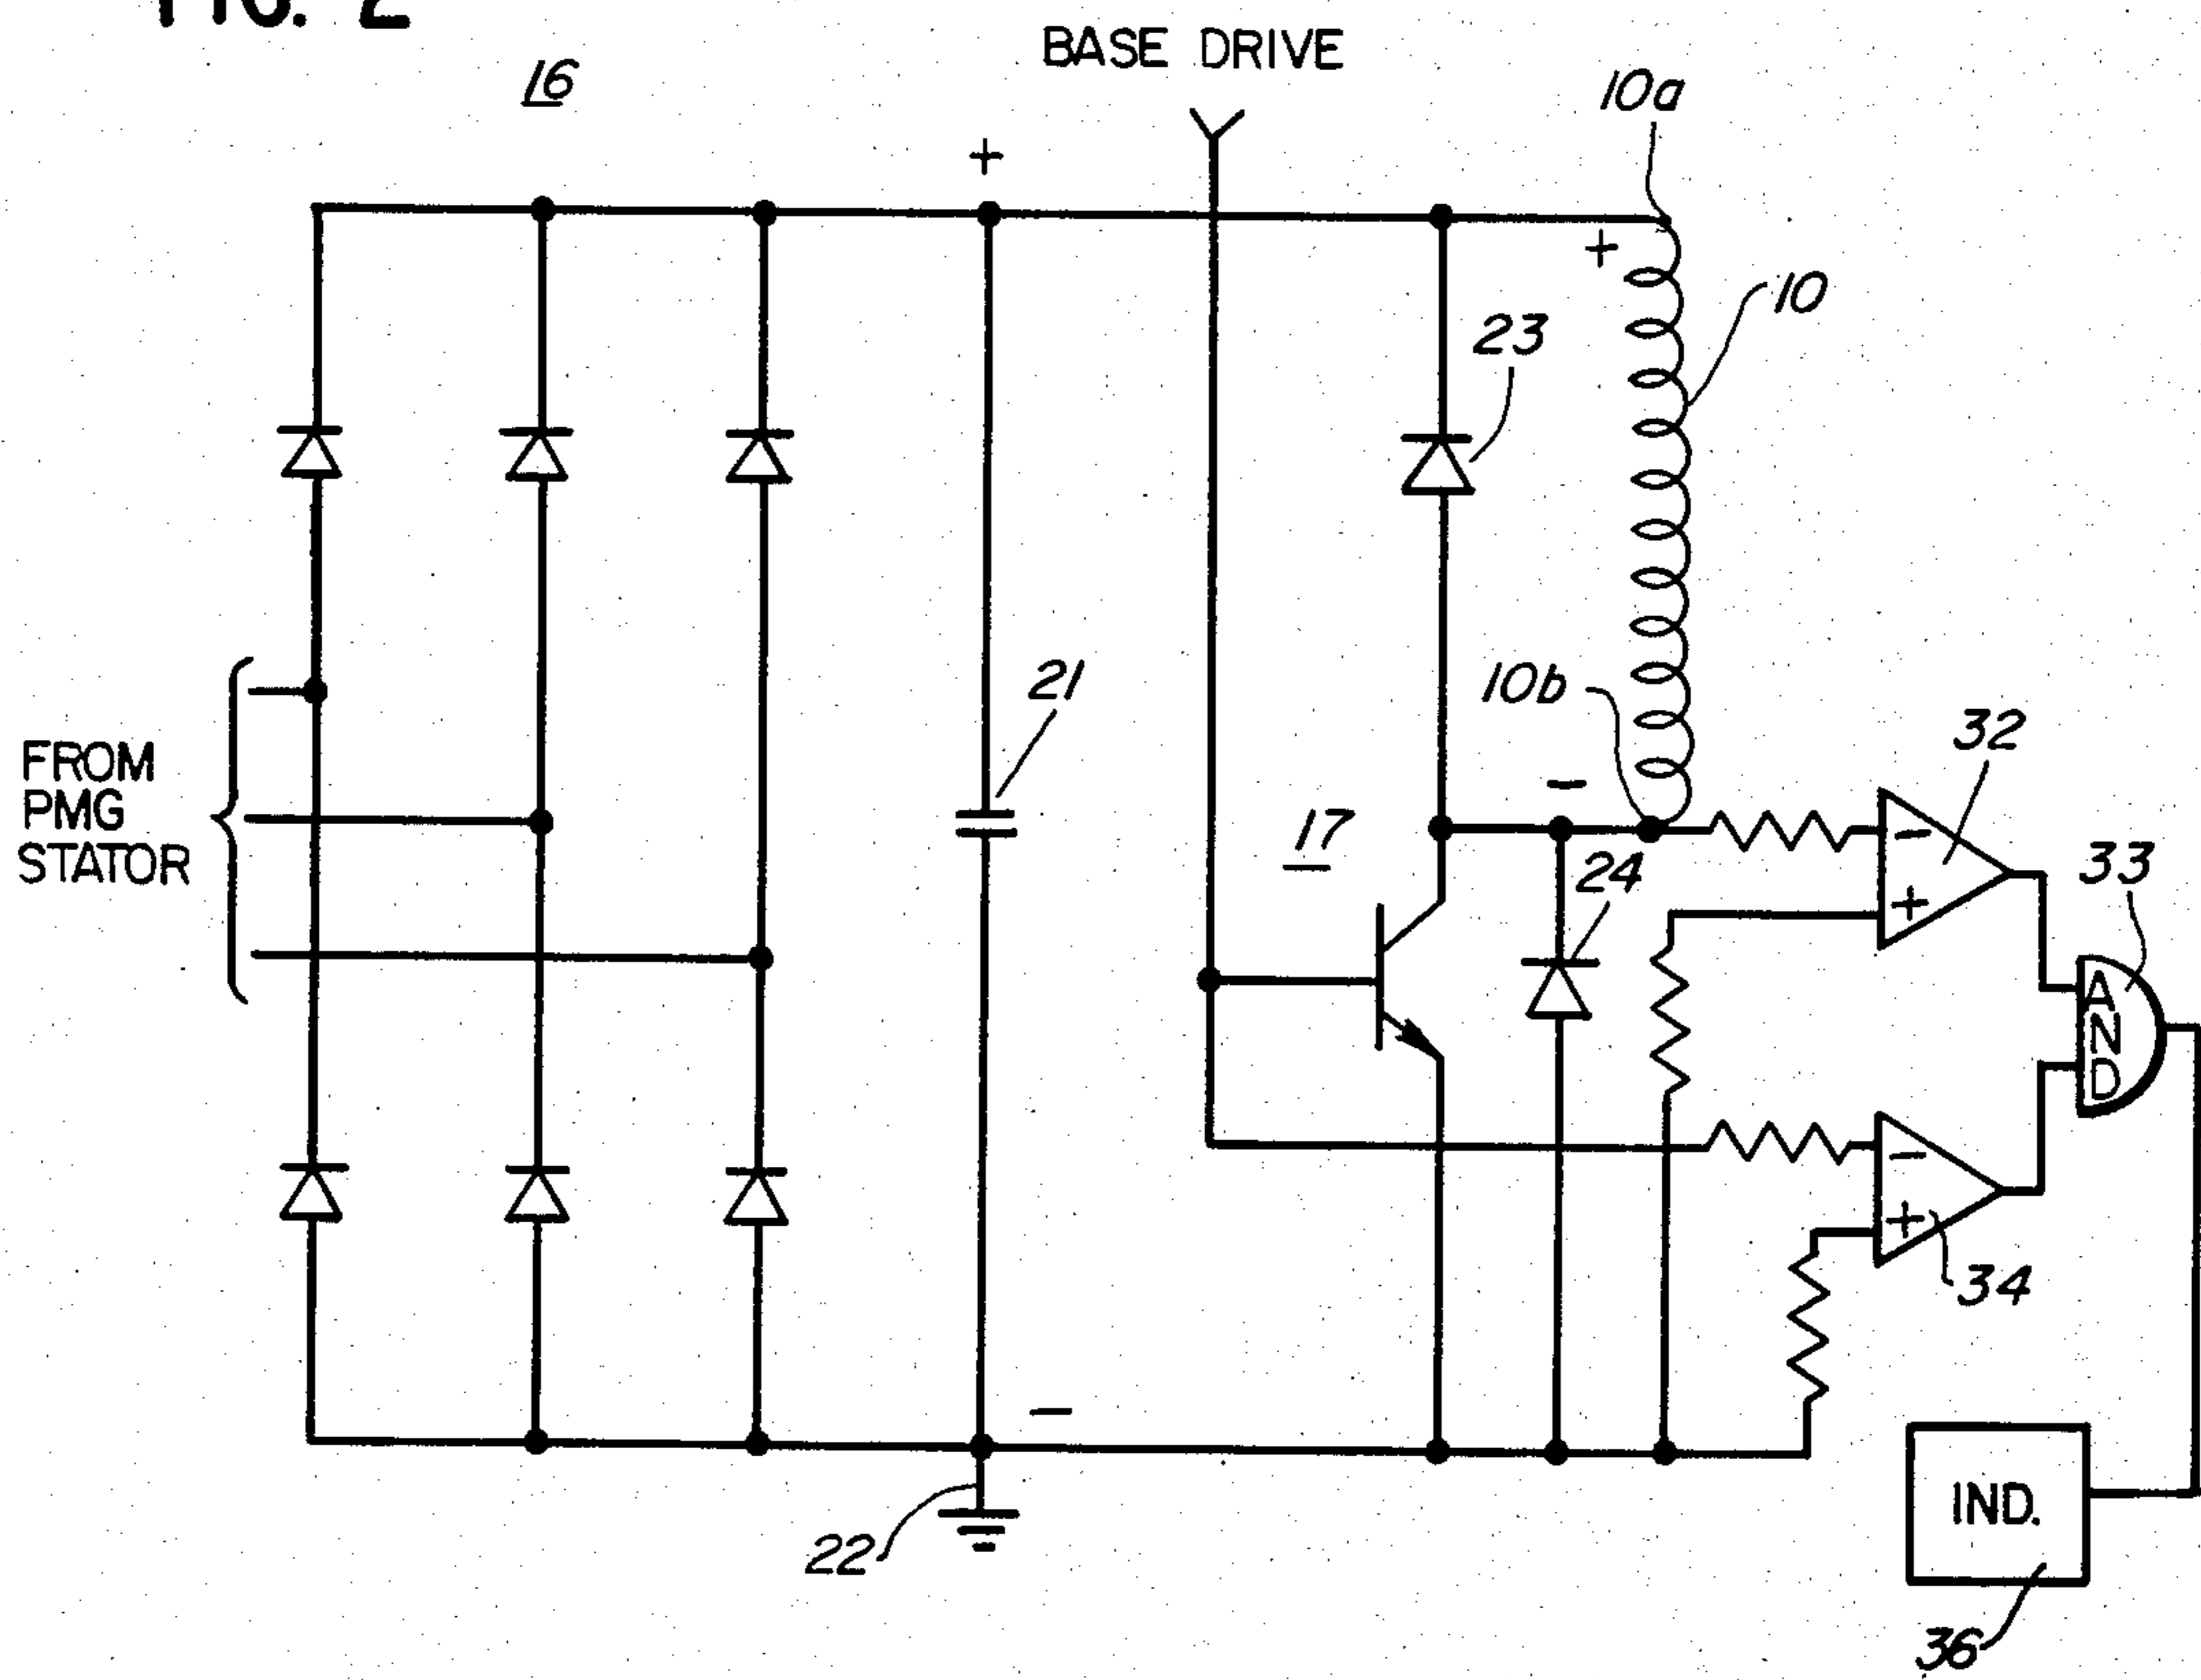 FIG. 2
16
BASE DRIVE
10a
+
+
10
23
21
10b
FROM
PMG
STATOR
-
17
24
32
-
+
33
AND
-
+
34
-
22
IND.
36